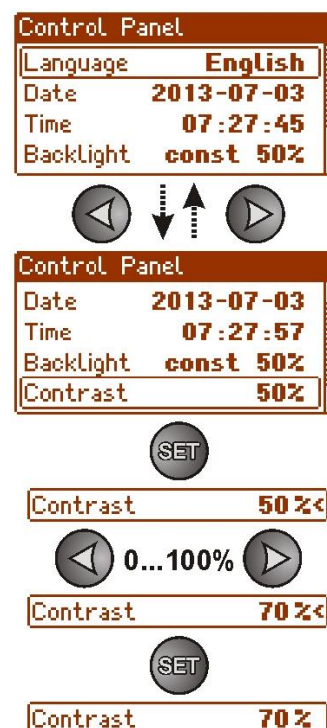 Control Panel
Language English
Date 2013-07-03
Time 07:27:45
Backlight const 50%
Control Panel
Date 2013-07-03
Time 07:27:57
Backlight const 50%
Contrast 50%
SET
Contrast 50%<
0...100%
Contrast 70%<
SET
Contrast 70%